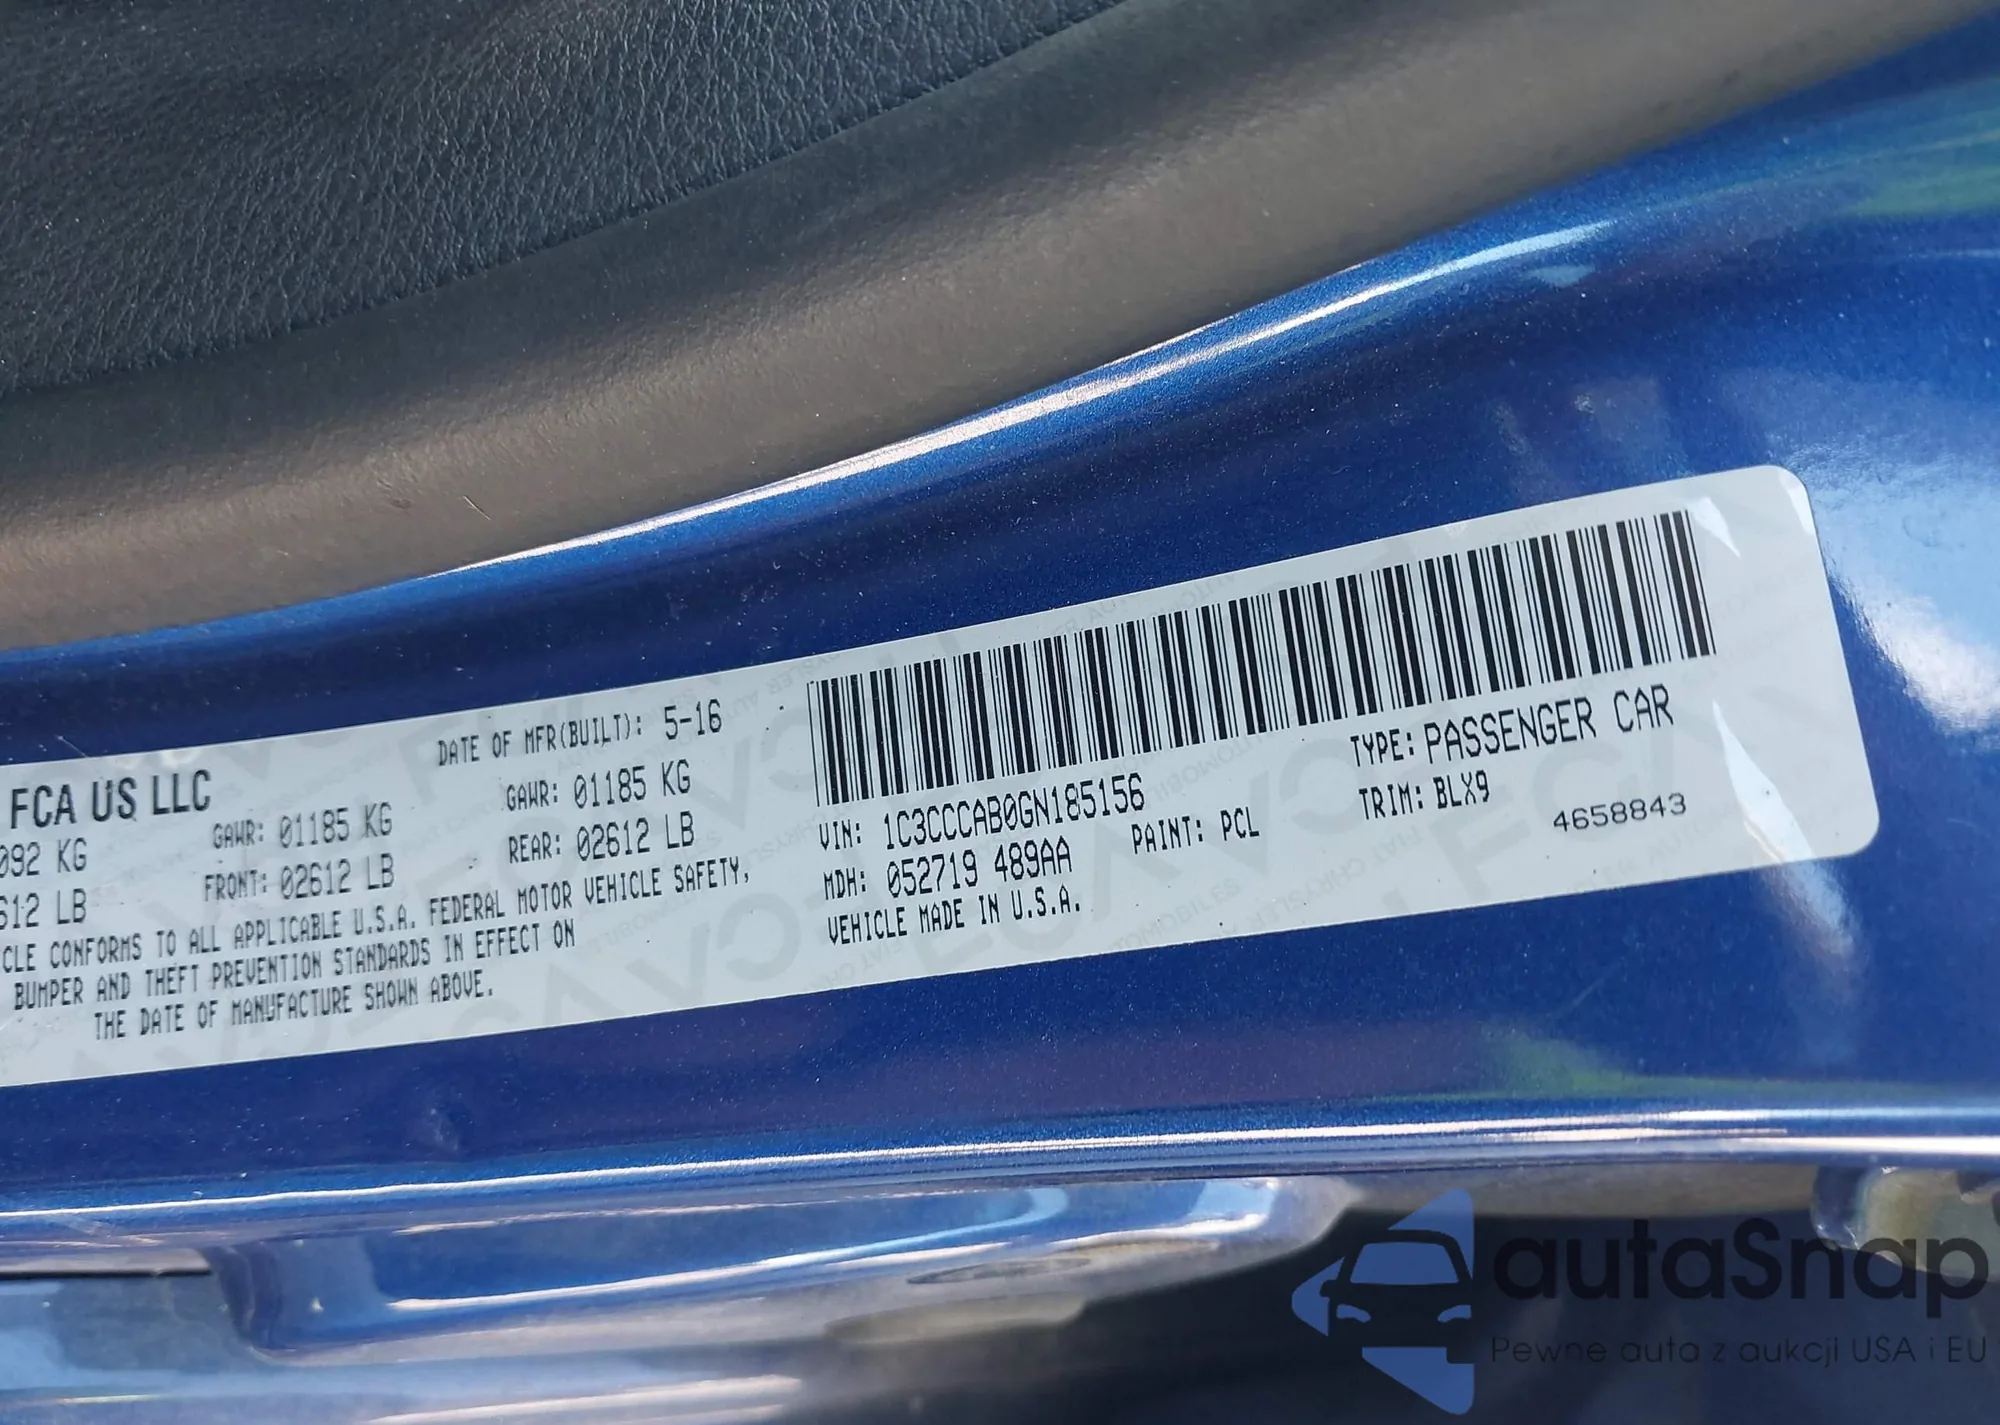 FCA US LLC
DATE OF MFR(BUILT): 5-16
092 KG GAWR: 01185 KG GAWR: 01185 KG
612 LB FRONT: 02612 LB REAR: 02612 LB
CLE CONFORMS TO ALL APPLICABLE U.S.A. FEDERAL MOTOR VEHICLE SAFETY,
BUMPER AND THEFT PREVENTION STANDARDS IN EFFECT ON
THE DATE OF MANUFACTURE SHOWN ABOVE.
VIN: 1C3CCCAB0GN185156 TYPE: PASSENGER CAR
MDH: 052719 489AA PAINT: PCL TRIM: BLX9
VEHICLE MADE IN U.S.A. 4658843
autaSnap
Pewne auta z aukcji USA i EU